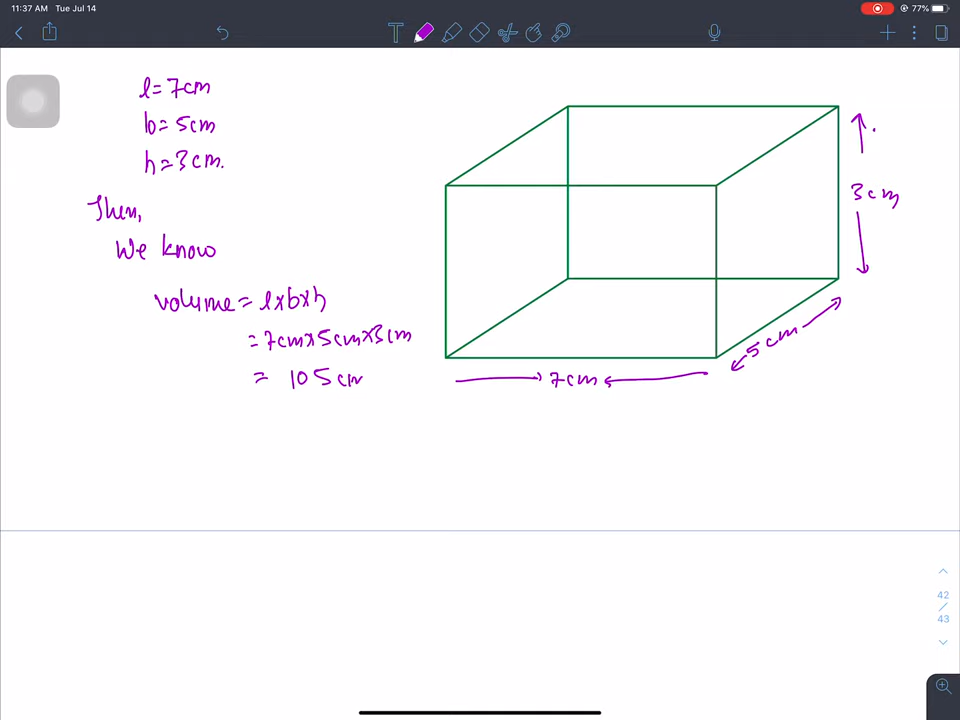 11:37 AM Tue Jul 14
77%
T
l=7cm
b=5cm
h=3cm.
Then,
We know
volume=l×b×h
=7cm×5cm×3cm
= 105cm
3cm
5cm
7cm
42
/
43